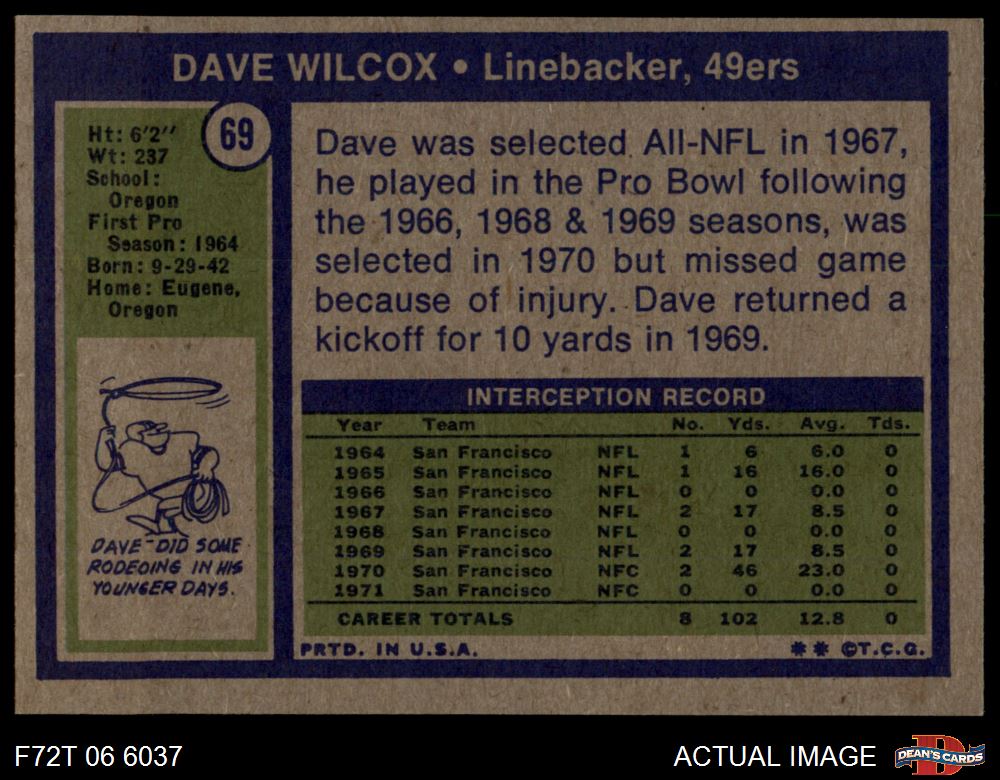 DAVE WILCOX • Linebacker, 49ers
69
Ht: 6'2"
Wt: 237
School:
Oregon
First Pro
Season: 1964
Born: 9-29-42
Home: Eugene,
Oregon
DAVE DID SOME
RODEOING IN HIS
YOUNGER DAYS.
Dave was selected All-NFL in 1967,
he played in the Pro Bowl following
the 1966, 1968 & 1969 seasons, was
selected in 1970 but missed game
because of injury. Dave returned a
kickoff for 10 yards in 1969.
INTERCEPTION RECORD
Year Team No. Yds. Avg. Tds.
1964 San Francisco NFL 1 6 6.0 0
1965 San Francisco NFL 1 16 16.0 0
1966 San Francisco NFL 0 0 0.0 0
1967 San Francisco NFL 2 17 8.5 0
1968 San Francisco NFL 0 0 0.0 0
1969 San Francisco NFL 2 17 8.5 0
1970 San Francisco NFC 2 46 23.0 0
1971 San Francisco NFC 0 0 0.0 0
CAREER TOTALS 8 102 12.8 0
PRTD. IN U.S.A. ** ©T.C.G.
F72T 06 6037 ACTUAL IMAGE
D
DEAN'S CARDS